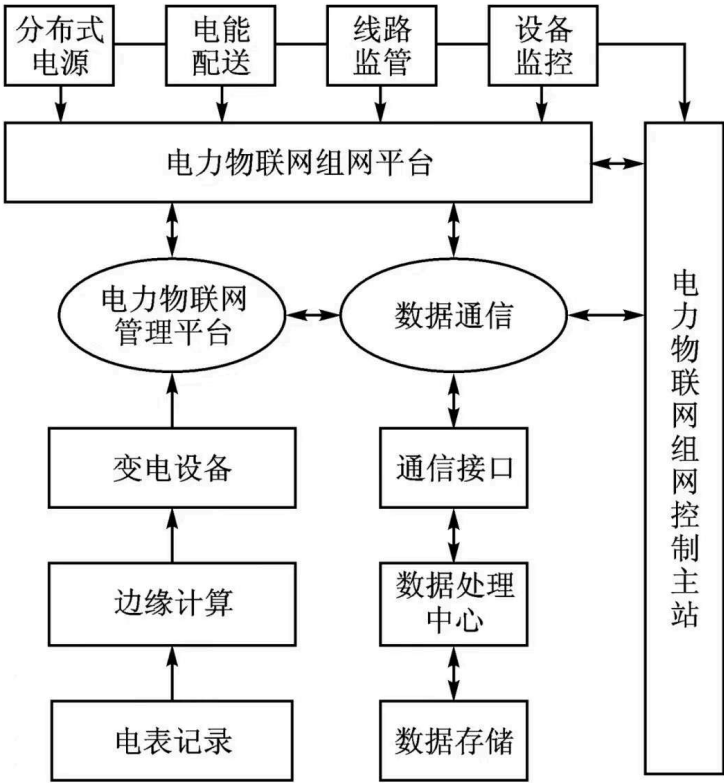 分布式
电源
电能
配送
线路
监管
设备
监控
电力物联网组网平台
电力物联网
管理平台
数据通信
变电设备
通信接口
边缘计算
数据处理
中心
电表记录
数据存储
电力物联网组网控制主站